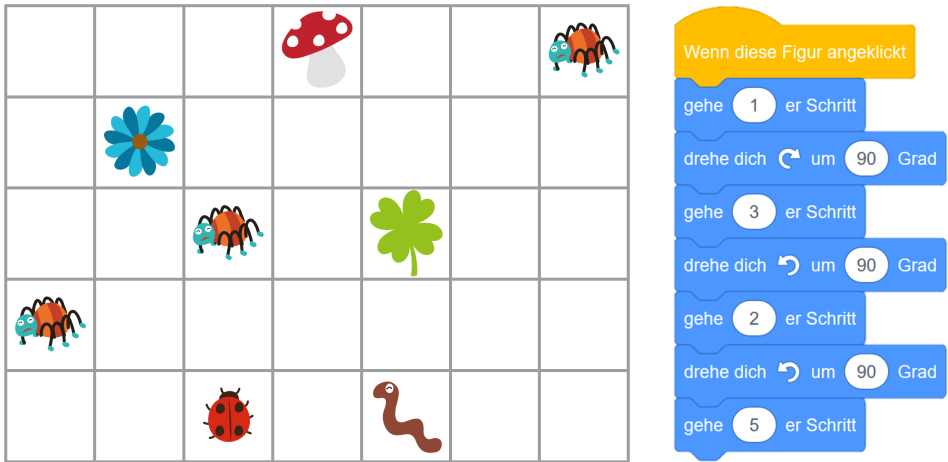 Wenn diese Figur angeklickt
gehe 1 er Schritt
drehe dich um 90 Grad
gehe 3 er Schritt
drehe dich um 90 Grad
gehe 2 er Schritt
drehe dich um 90 Grad
gehe 5 er Schritt